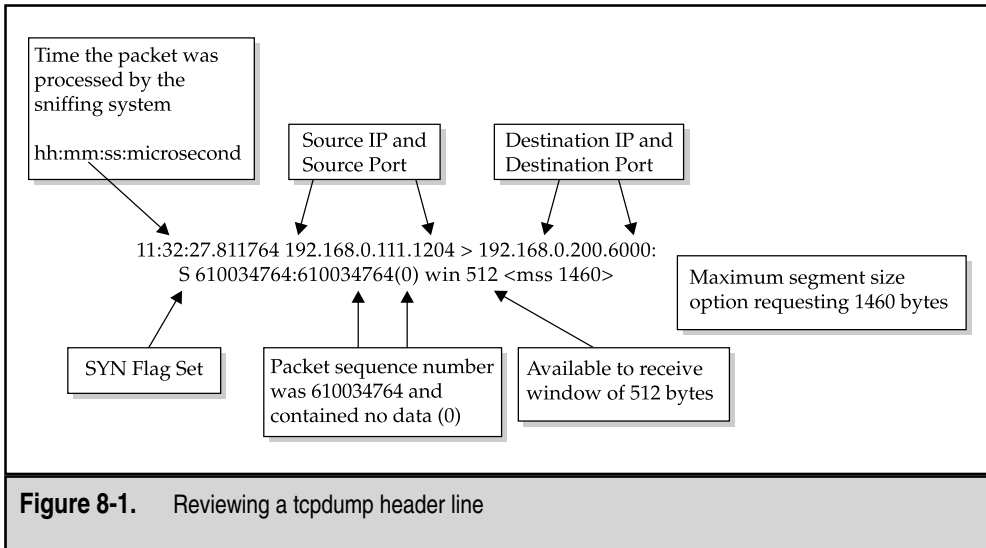 Time the packet was
processed by the
sniffing system
hh:mm:ss:microsecond
Source IP and
Source Port
Destination IP and
Destination Port
11:32:27.811764 192.168.0.111.1204 > 192.168.0.200.6000:
S 610034764:610034764(0) win 512 <mss 1460>
Maximum segment size
option requesting 1460 bytes
SYN Flag Set
Packet sequence number
was 610034764 and
contained no data (0)
Available to receive
window of 512 bytes
Figure 8-1. Reviewing a tcpdump header line